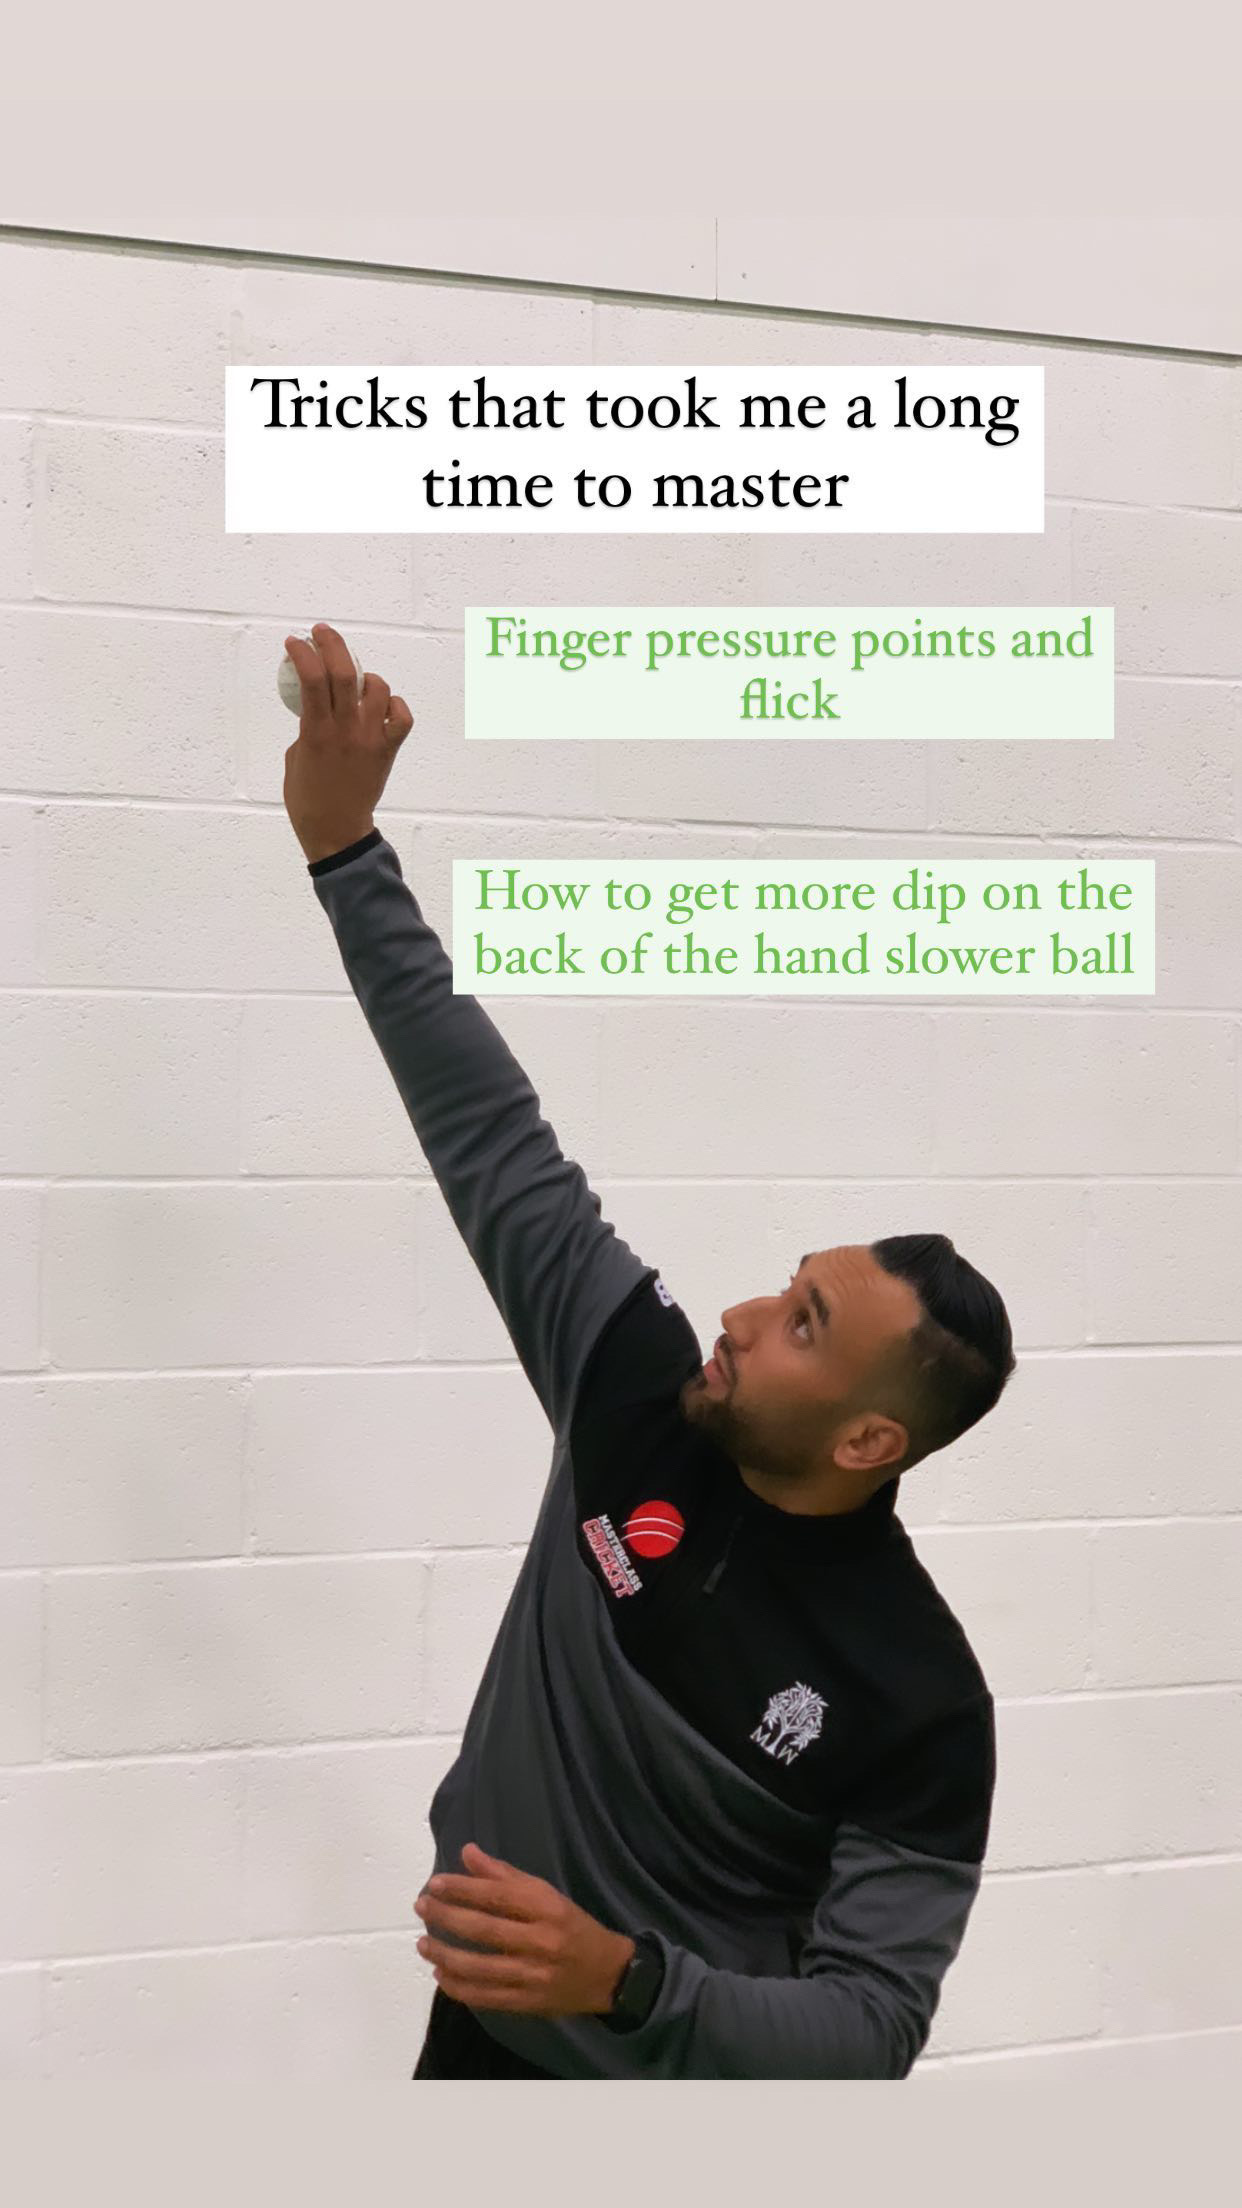 Tricks that took me a long
time to master
Finger pressure points and
flick
How to get more dip on the
back of the hand slower ball
MASTERCLASS
CRICKET
M W